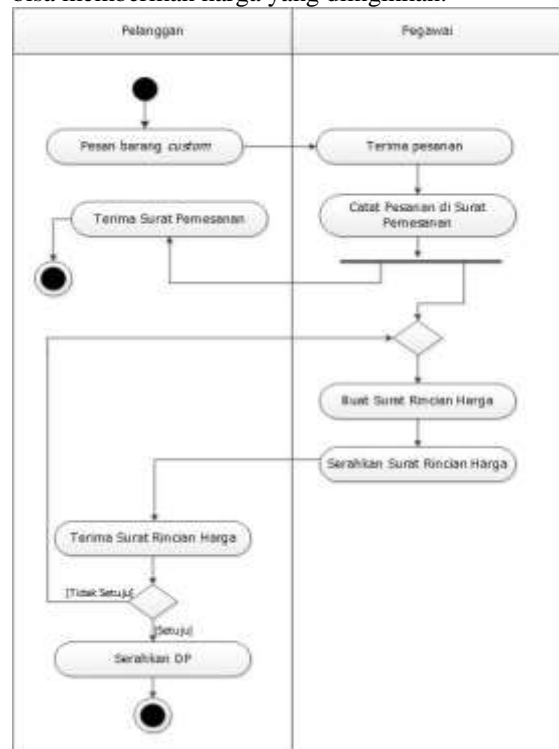 bisa memberikan harga yang diinginkan.
Pelanggan
Pegawai
Pesan barang custom
Terima pesanan
Catat Pesanan di Surat
Pemesanan
Terima Surat Pemesanan
Buat Surat Rincian Harga
Serahkan Surat Rincian Harga
Terima Surat Rincian Harga
[Tidak Setuju]
[Setuju]
Serahkan DP